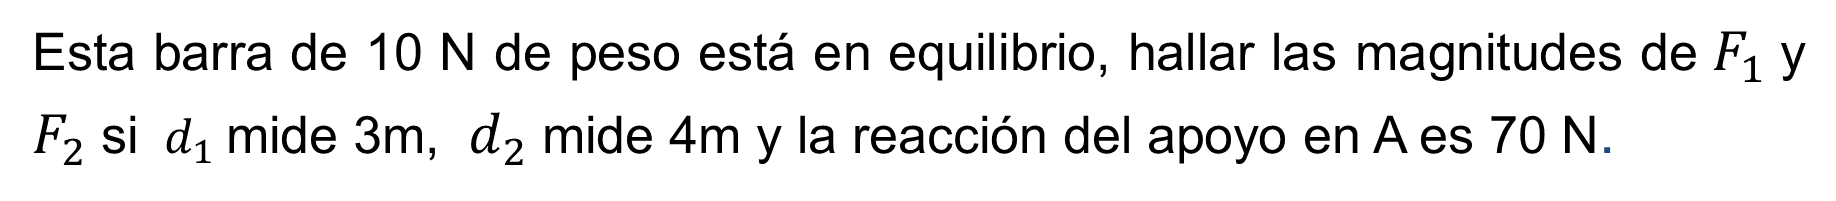 Esta barra de 10 N de peso está en equilibrio, hallar las magnitudes de F₁ y
F₂ si d₁ mide 3m, d₂ mide 4m y la reacción del apoyo en A es 70 N.